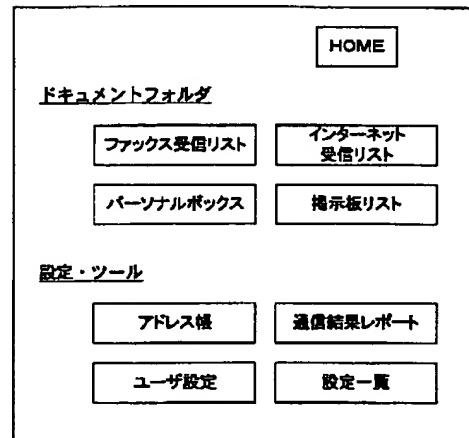 HOME
ドキュメントフォルダ
ファックス受信リスト
インターネット
受信リスト
パーソナルボックス
掲示板リスト
設定・ツール
アドレス帳
通信結果レポート
ユーザ設定
設定一覧